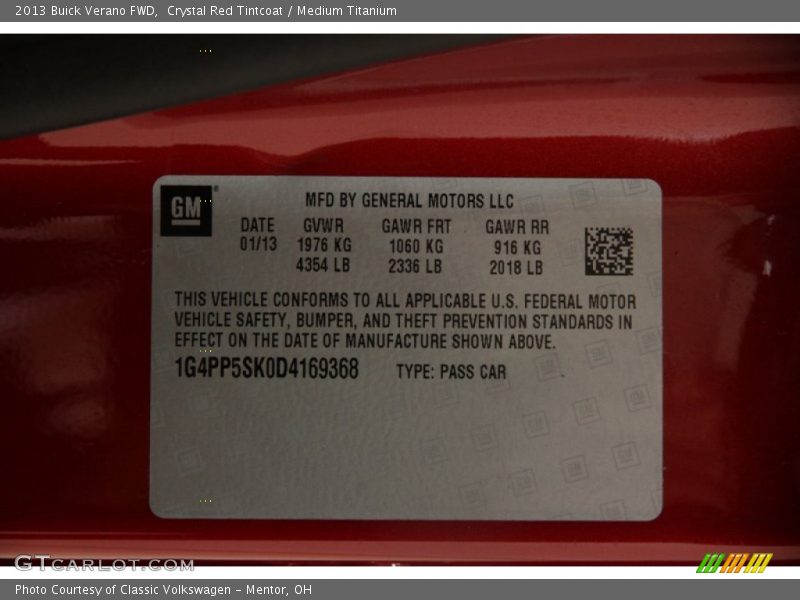 2013 Buick Verano FWD,  Crystal Red Tintcoat / Medium Titanium
GM
MFD BY GENERAL MOTORS LLC
DATE GVWR GAWR FRT GAWR RR
01/13 1976 KG 1060 KG 916 KG
4354 LB 2336 LB 2018 LB
THIS VEHICLE CONFORMS TO ALL APPLICABLE U.S. FEDERAL MOTOR
VEHICLE SAFETY, BUMPER, AND THEFT PREVENTION STANDARDS IN
EFFECT ON THE DATE OF MANUFACTURE SHOWN ABOVE.
1G4PP5SK0D4169368 TYPE: PASS CAR
GTCARLOT.COM
Photo Courtesy of Classic Volkswagen - Mentor, OH